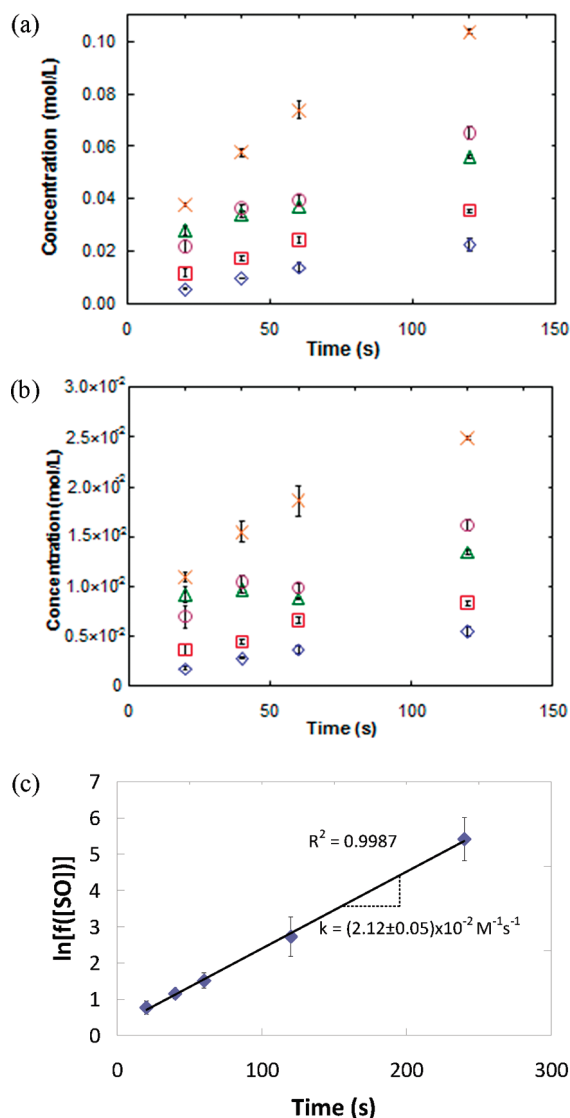 (a)
0.10
0.08
0.06
0.04
0.02
0.00
Concentration (mol/L)
0 50 100 150
Time (s)
(b)
3.0×10⁻²
2.5×10⁻²
2.0×10⁻²
1.5×10⁻²
1.0×10⁻²
0.5×10⁻²
0
Concentration (mol/L)
0 50 100 150
Time (s)
(c)
7
6
5
4
3
2
1
0
ln[f([SO])]
R² = 0.9987
k = (2.12±0.05)x10⁻² M⁻¹s⁻¹
0 100 200 300
Time (s)